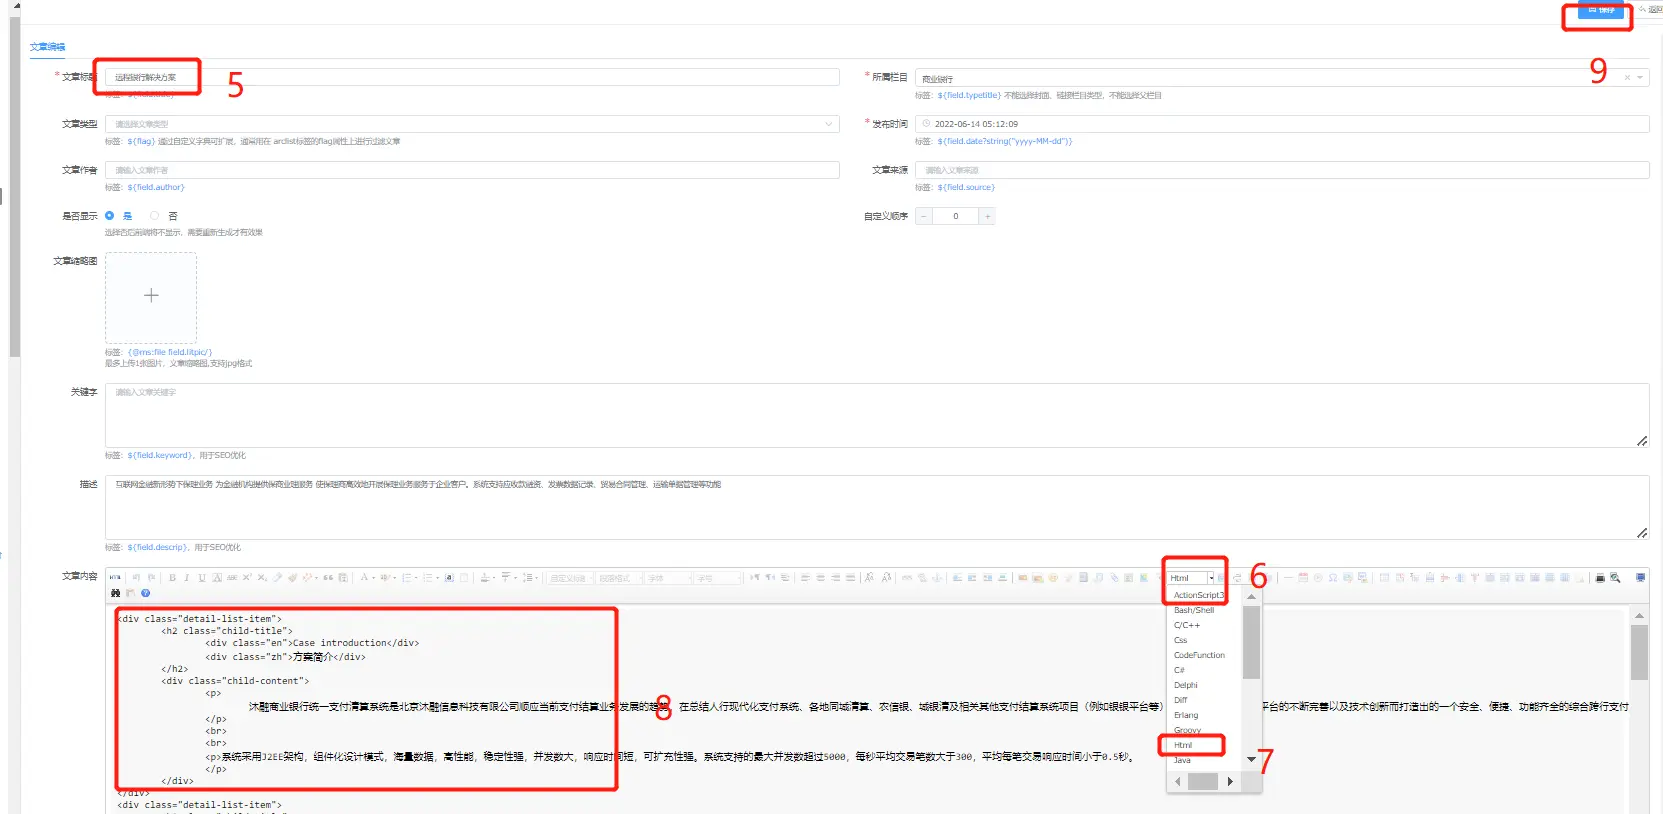 保存
返回
9
文章编辑
* 文章标题 远程银行解决方案
5
* 所属栏目 商业银行
标签：${field.typetitle} 不能选择封面、链接栏目类型，不能选择父栏目
文章类型 请选择文章类型
标签：${flag} 通过自定义字典可扩展，通常用在 arclist标签的flag属性上进行过滤文章
* 发布时间 2022-06-14 05:12:09
标签：${field.date?string("yyyy-MM-dd")}
文章作者 请输入文章作者
标签：${field.author}
文章来源 请输入文章来源
标签：${field.source}
是否显示 是 否
选择否后前端将不显示，需要重新生成才有效果
自定义顺序 - 0 +
文章缩略图
标签：{@ms:file field.litpic/}
最多上传1张图片，文章缩略图,支持jpg格式
关键字 请输入文章关键字
标签：${field.keyword}，用于SEO优化
描述 互联网金融新形势下保理业务 为金融机构提供保商业理服务 使保理商高效地开展保理业务服务于企业客户。系统支持应收款融资、发票数据记录、贸易合同管理、运输单据管理等功能
标签：${field.descrip}，用于SEO优化
文章内容
自定义标题 段落格式 字体 字号
Html
6
ActionScript3
Bash/Shell
C/C++
Css
CodeFunction
C#
Delphi
Diff
Erlang
Groovy
Html
Java
7
8
<div class="detail-list-item">
<h2 class="child-title">
<div class="en">Case introduction</div>
<div class="zh">方案简介</div>
</h2>
<div class="child-content">
<p>
沐融商业银行统一支付清算系统是北京沐融信息科技有限公司顺应当前支付结算业务发展的趋势，在总结人行现代化支付系统、各地同城清算、农信银、城银清及相关其他支付结算系统项目（例如银银平台等） 平台的不断完善以及技术创新而打造出的一个安全、便捷、功能齐全的综合跨行支付
</p>
<br>
<br>
<p>系统采用J2EE架构，组件化设计模式，海量数据，高性能，稳定性强，并发数大，响应时间短，可扩充性强。系统支持的最大并发数超过5000，每秒平均交易笔数大于300，平均每笔交易响应时间小于0.5秒。
</p>
</div>
</div>
<div class="detail-list-item">